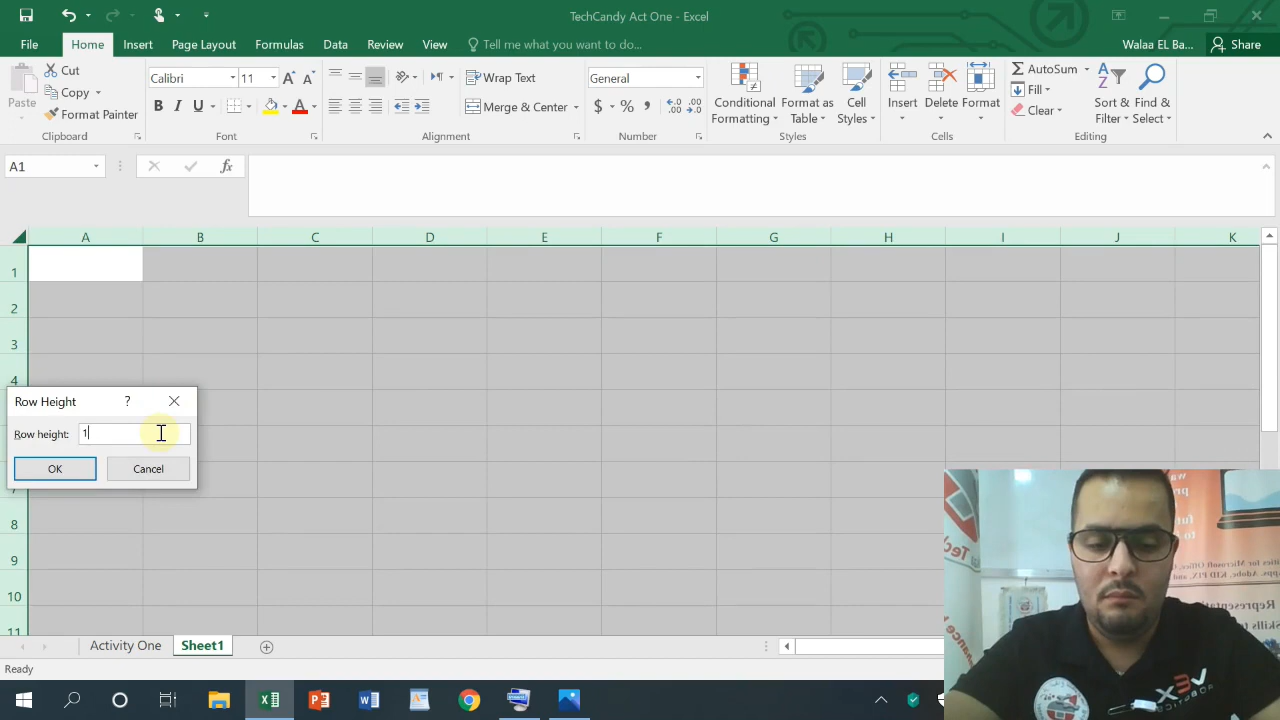 TechCandy Act One - Excel
File Home Insert Page Layout Formulas Data Review View Tell me what you want to do... Walaa EL Ba... Share
Paste
Cut
Copy
Format Painter
Clipboard
Calibri 11
B I U A
Font
Wrap Text
Merge & Center
Alignment
General
$ % ,
Number
Conditional Formatting
Format as Table
Cell Styles
Styles
Insert Delete Format
Cells
AutoSum
Fill
Clear
Sort & Filter
Find & Select
Editing
A1 fx
A B C D E F G H I J K
1
2
3
4
Row Height ?
Row height: 1
OK Cancel
7
8
9
10
11
Activity One Sheet1
Ready